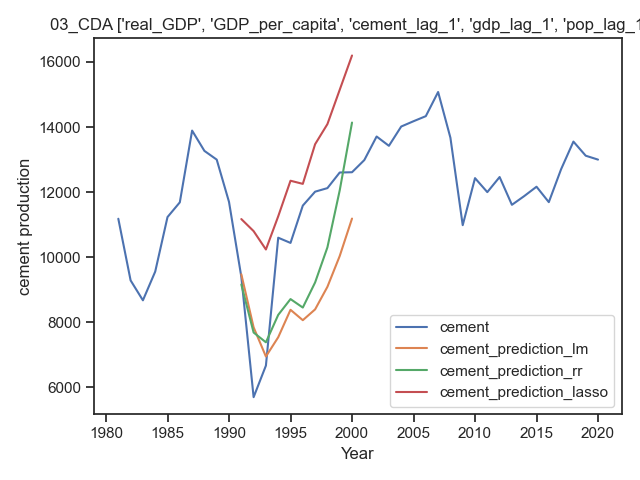 03_CDA ['real_GDP', 'GDP_per_capita', 'cement_lag_1', 'gdp_lag_1', 'pop_lag_1
16000
14000
12000
10000
8000
6000
cement production
cement
cement_prediction_lm
cement_prediction_rr
cement_prediction_lasso
1980 1985 1990 1995 2000 2005 2010 2015 2020
Year